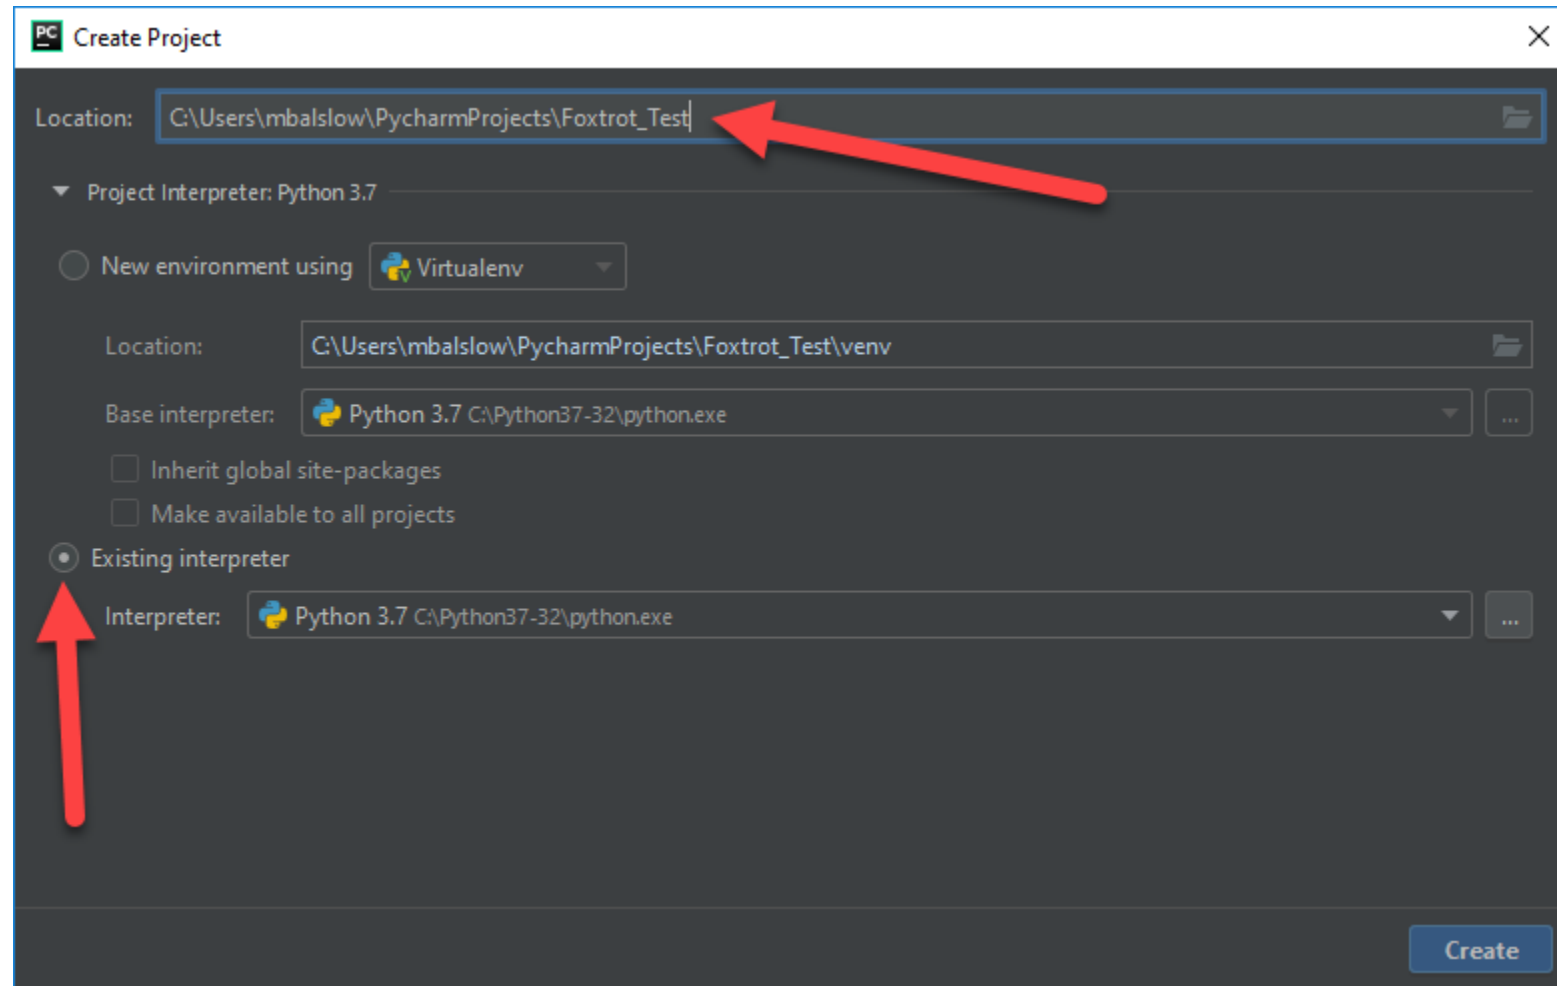 PC Create Project
Location: C:\Users\mbalslow\PycharmProjects\Foxtrot_Test
Project Interpreter: Python 3.7
New environment using Virtualenv
Location: C:\Users\mbalslow\PycharmProjects\Foxtrot_Test\venv
Base interpreter: Python 3.7 C:\Python37-32\python.exe ...
Inherit global site-packages
Make available to all projects
Existing interpreter
Interpreter: Python 3.7 C:\Python37-32\python.exe ...
Create